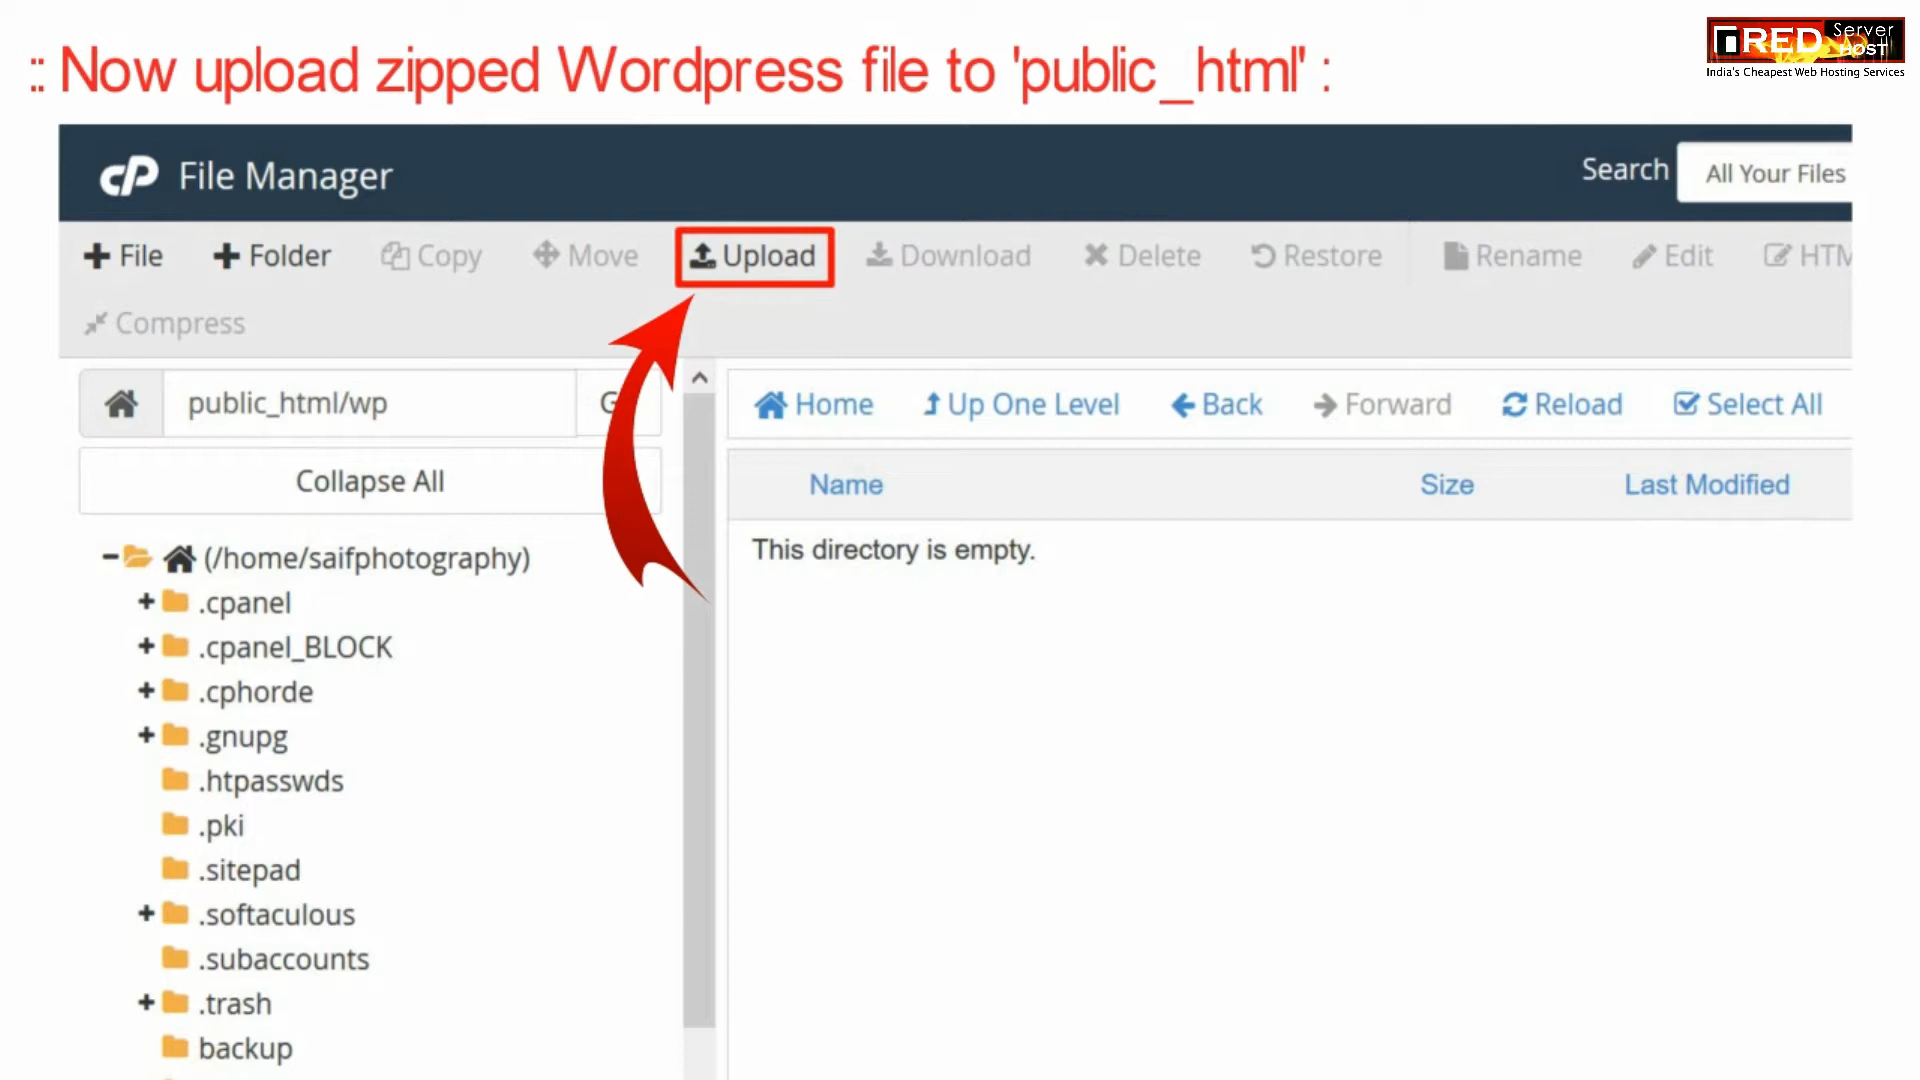 :: Now upload zipped Wordpress file to 'public_html' :
RED Server HOST
India's Cheapest Web Hosting Services
cP File Manager
Search All Your Files
File Folder Copy Move Upload Download Delete Restore Rename Edit HTM
Compress
public_html/wp
Home Up One Level Back Forward Reload Select All
Collapse All
Name Size Last Modified
This directory is empty.
(/home/saifphotography)
.cpanel
.cpanel_BLOCK
.cphorde
.gnupg
.htpasswds
.pki
.sitepad
.softaculous
.subaccounts
.trash
backup